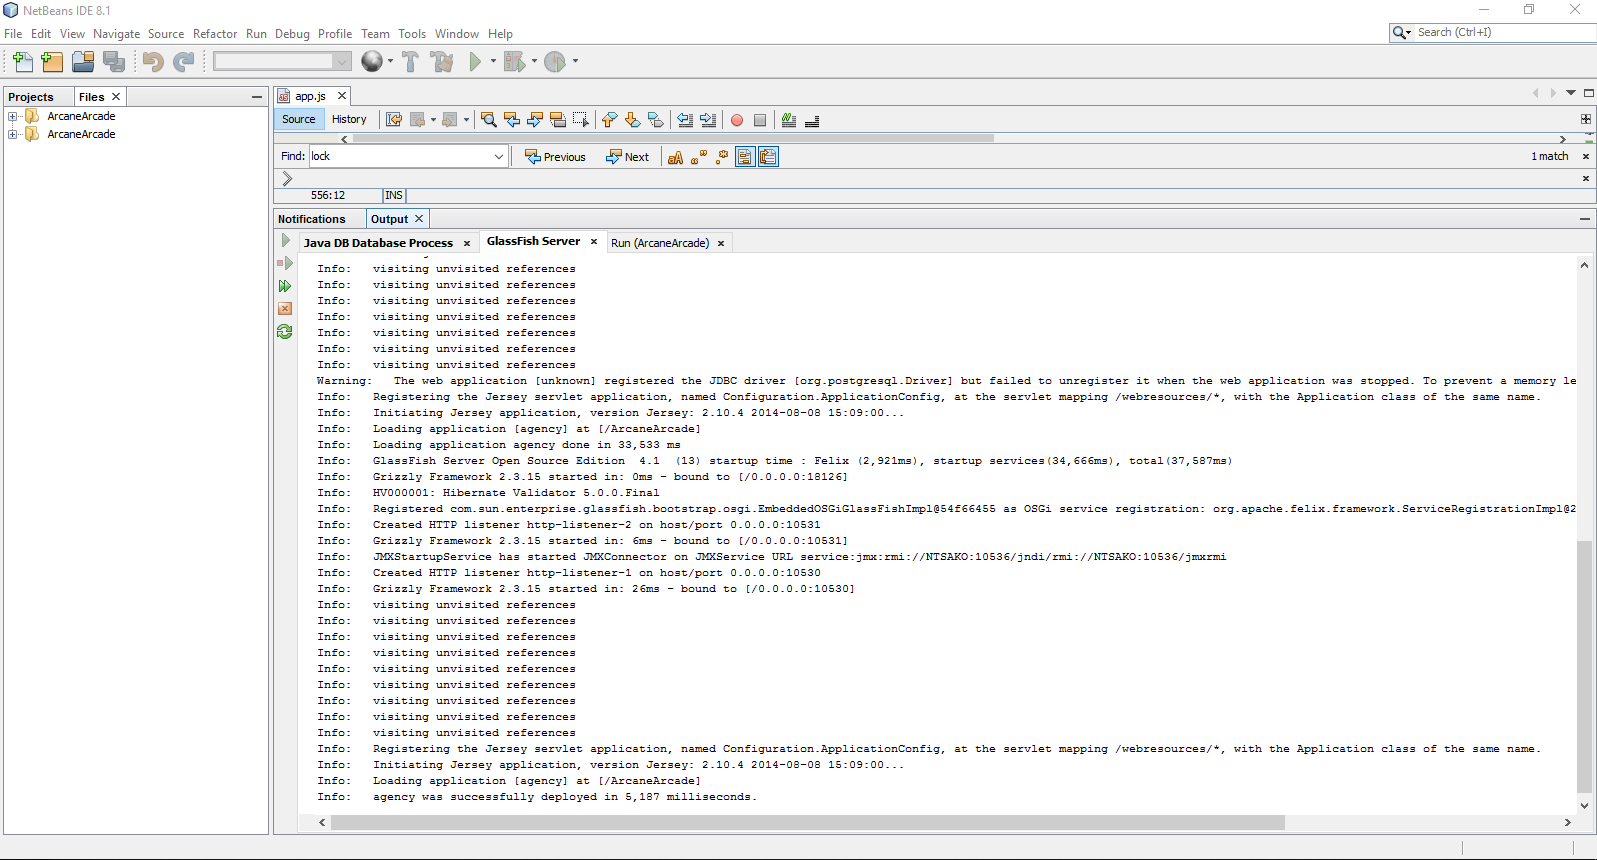 NetBeans IDE 8.1
File Edit View Navigate Source Refactor Run Debug Profile Team Tools Window Help
Search (Ctrl+I)
Projects Files
app.js
ArcaneArcade
ArcaneArcade
Source History
Find: lock Previous Next 1 match
556:12 INS
Notifications Output
Java DB Database Process GlassFish Server Run (ArcaneArcade)
Info: visiting unvisited references
Info: visiting unvisited references
Info: visiting unvisited references
Info: visiting unvisited references
Info: visiting unvisited references
Info: visiting unvisited references
Info: visiting unvisited references
Warning: The web application [unknown] registered the JDBC driver [org.postgresql.Driver] but failed to unregister it when the web application was stopped. To prevent a memory le
Info: Registering the Jersey servlet application, named Configuration.ApplicationConfig, at the servlet mapping /webresources/*, with the Application class of the same name.
Info: Initiating Jersey application, version Jersey: 2.10.4 2014-08-08 15:09:00...
Info: Loading application [agency] at [/ArcaneArcade]
Info: Loading application agency done in 33,533 ms
Info: GlassFish Server Open Source Edition 4.1 (13) startup time : Felix (2,921ms), startup services(34,666ms), total(37,587ms)
Info: Grizzly Framework 2.3.15 started in: 0ms - bound to [/0.0.0.0:18126]
Info: HV000001: Hibernate Validator 5.0.0.Final
Info: Registered com.sun.enterprise.glassfish.bootstrap.osgi.EmbeddedOSGiGlassFishImpl@54f66455 as OSGi service registration: org.apache.felix.framework.ServiceRegistrationImpl@2
Info: Created HTTP listener http-listener-2 on host/port 0.0.0.0:10531
Info: Grizzly Framework 2.3.15 started in: 6ms - bound to [/0.0.0.0:10531]
Info: JMXStartupService has started JMXConnector on JMXService URL service:jmx:rmi://NTSAKO:10536/jndi/rmi://NTSAKO:10536/jmxrmi
Info: Created HTTP listener http-listener-1 on host/port 0.0.0.0:10530
Info: Grizzly Framework 2.3.15 started in: 26ms - bound to [/0.0.0.0:10530]
Info: visiting unvisited references
Info: visiting unvisited references
Info: visiting unvisited references
Info: visiting unvisited references
Info: visiting unvisited references
Info: visiting unvisited references
Info: visiting unvisited references
Info: visiting unvisited references
Info: visiting unvisited references
Info: Registering the Jersey servlet application, named Configuration.ApplicationConfig, at the servlet mapping /webresources/*, with the Application class of the same name.
Info: Initiating Jersey application, version Jersey: 2.10.4 2014-08-08 15:09:00...
Info: Loading application [agency] at [/ArcaneArcade]
Info: agency was successfully deployed in 5,187 milliseconds.